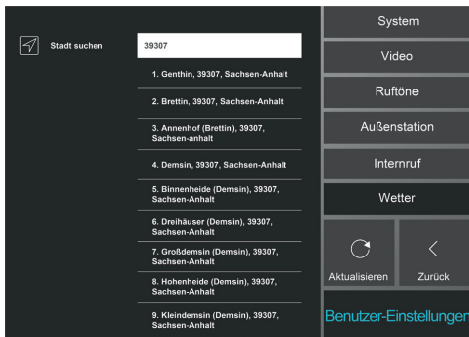 Stadt suchen
39307
1. Genthin, 39307, Sachsen-Anhalt
2. Brettin, 39307, Sachsen-Anhalt
3. Annenhof (Brettin), 39307,
Sachsen-anhalt
4. Demsin, 39307, Sachsen-Anhalt
5. Binnenheide (Demsin), 39307,
Sachsen-Anhalt
6. Dreihäuser (Demsin), 39307,
Sachsen-Anhalt
7. Großdemsin (Demsin), 39307,
Sachsen-Anhalt
8. Hohenheide (Demsin), 39307,
Sachsen-Anhalt
9. Kleindemsin (Demsin), 39307,
Sachsen-Anhalt
System
Video
Ruftöne
Außenstation
Internruf
Wetter
Aktualisieren
Zurück
Benutzer-Einstellungen